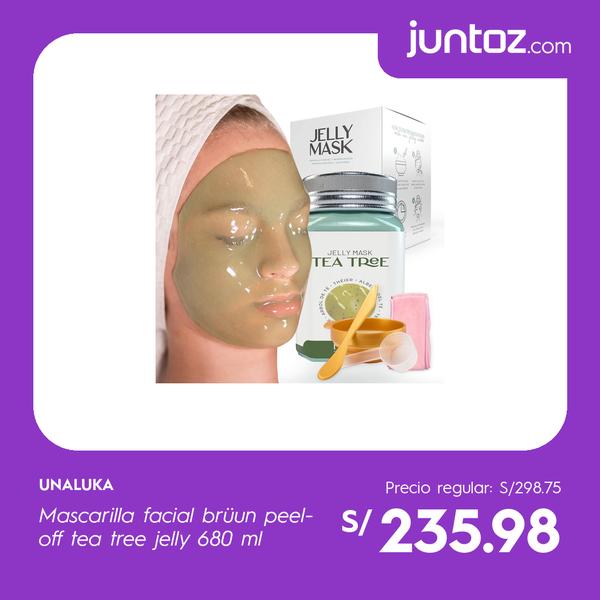 juntoz.com
JELLY
MASK
JELLY MASK
TEA TREE
UNALUKA
Mascarilla facial brüun peel-
off tea tree jelly 680 ml
Precio regular: S/298.75
S/ 235.98